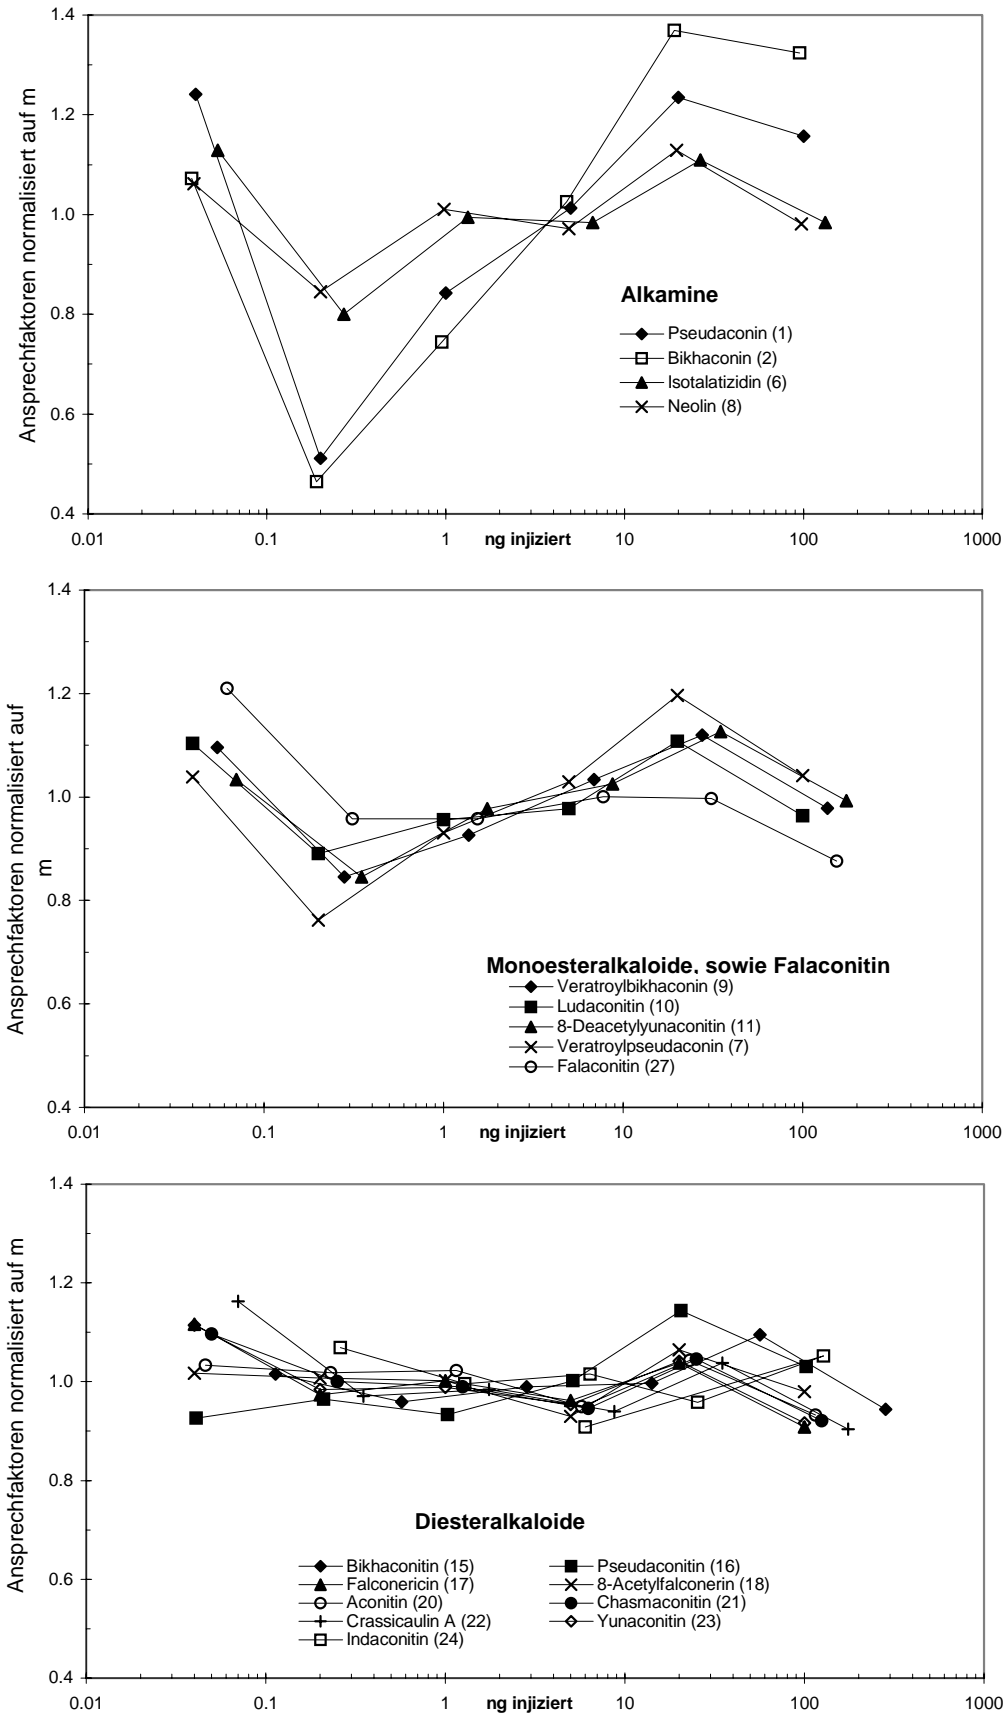 1.4
1.2
1.0
0.8
0.6
0.4
Ansprechfaktoren normalisiert auf m
Alkamine
Pseudaconin (1)
Bikhaconin (2)
Isotalatizidin (6)
Neolin (8)
0.01 0.1 1 10 100 1000
ng injiziert
1.4
1.2
1.0
0.8
0.6
0.4
Ansprechfaktoren normalisiert auf
m
Monoesteralkaloide, sowie Falaconitin
Veratroylbikhaconin (9)
Ludaconitin (10)
8-Deacetylyunaconitin (11)
Veratroylpseudaconin (7)
Falaconitin (27)
0.01 0.1 1 10 100 1000
ng injiziert
1.4
1.2
1.0
0.8
0.6
0.4
Ansprechfaktoren normalisiert auf m
Diesteralkaloide
Bikhaconitin (15) Pseudaconitin (16)
Falconericin (17) 8-Acetylfalconerin (18)
Aconitin (20) Chasmaconitin (21)
Crassicaulin A (22) Yunaconitin (23)
Indaconitin (24)
0.01 0.1 1 10 100 1000
ng injiziert